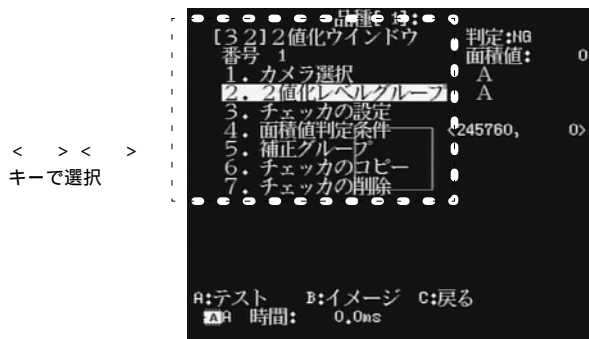 品種[ 1]:
[32]2値化ウインドウ
判定:NG
番号 1
面積値: 0
1. カメラ選択 A
2. 2値化レベルグループ A
3. チェッカの設定
4. 面積値判定条件 <245760, 0>
5. 補正グループ
6. チェッカのコピー
7. チェッカの削除
< > < >
キーで選択
A:テスト B:イメージ C:戻る
AA 時間: 0.0ms